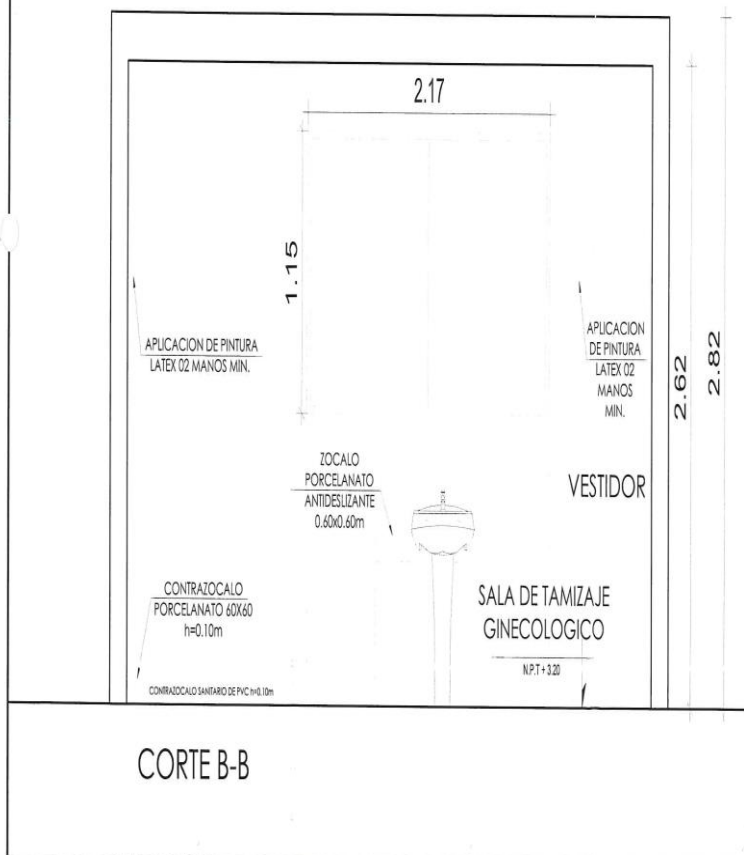 2.17
1.15
APLICACION DE PINTURA
LATEX 02 MANOS MIN.
APLICACION
DE PINTURA
LATEX 02
MANOS
MIN.
2.62
2.82
ZOCALO
PORCELANATO
ANTIDESLIZANTE
0.60x0.60m
VESTIDOR
CONTRAZOCALO
PORCELANATO 60X60
h=0.10m
SALA DE TAMIZAJE
GINECOLOGICO
N.P.T + 3.20
CONTRAZOCALO SANITARIO DE PVC h=0.10m
CORTE B-B